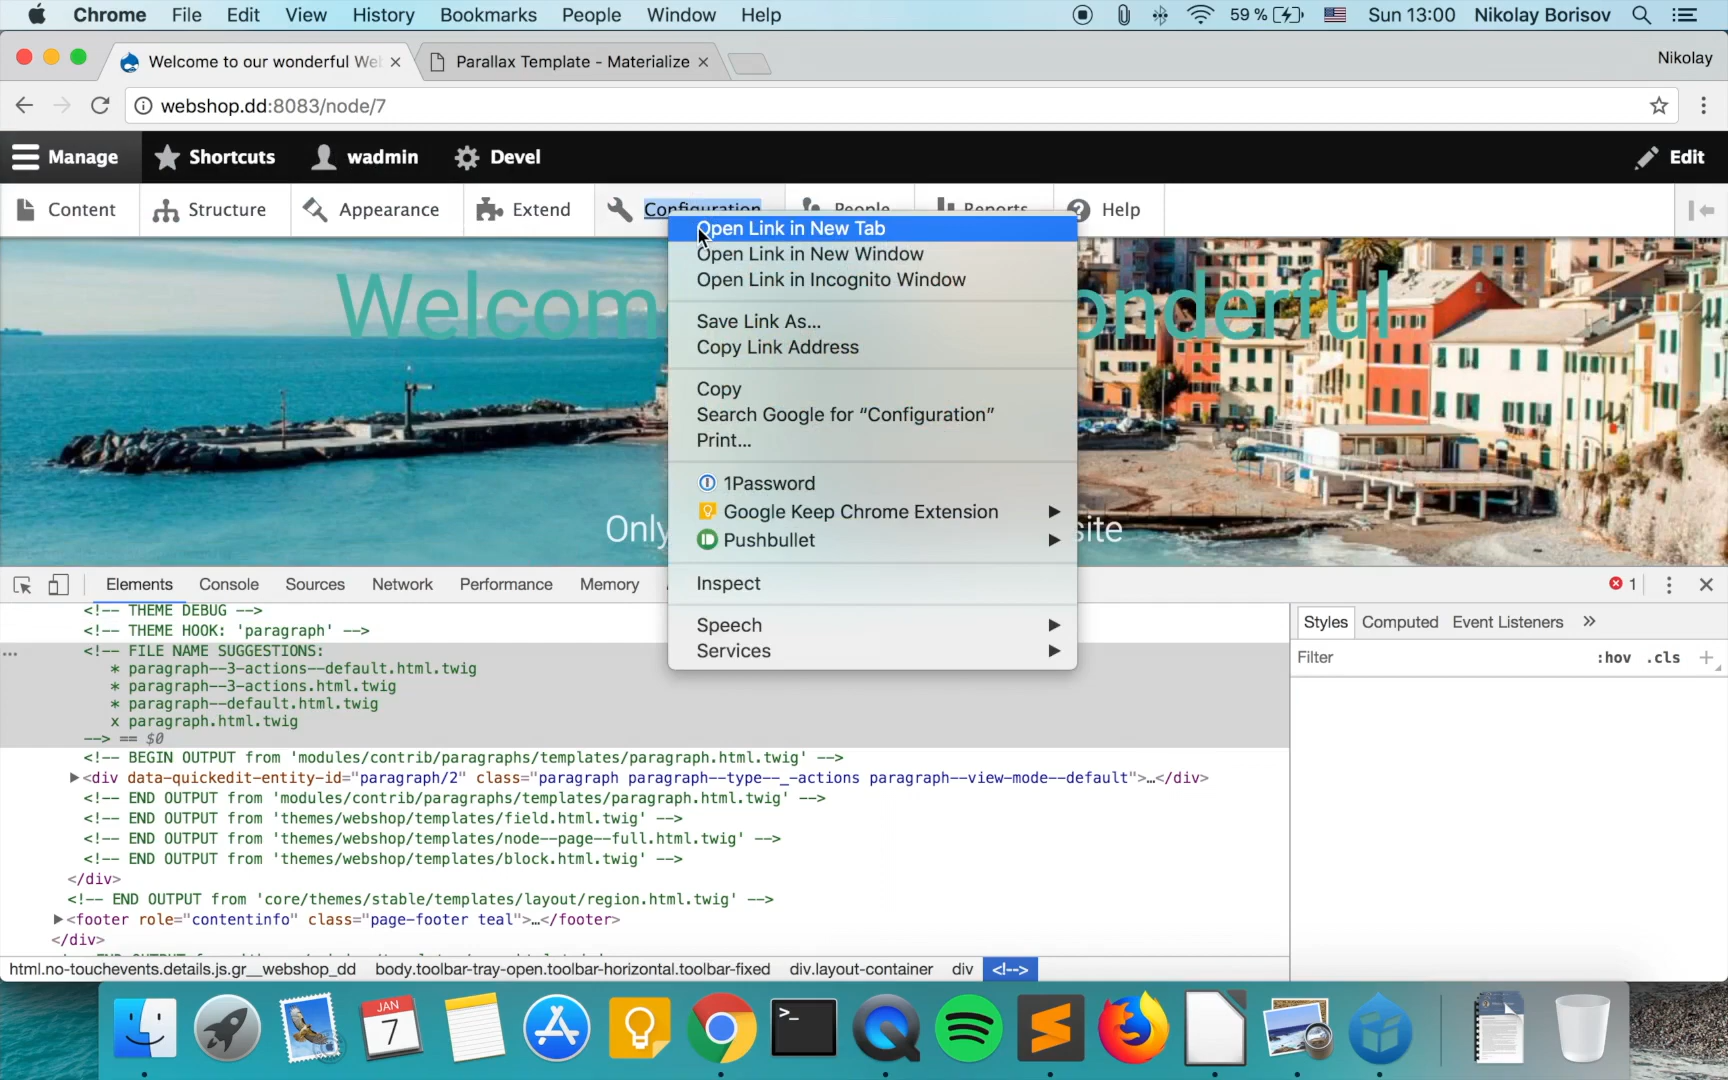 Chrome File Edit View History Bookmarks People Window Help 59 % Sun 13:00 Nikolay Borisov
Welcome to our wonderful We Parallax Template - Materialize Nikolay
webshop.dd:8083/node/7
Manage Shortcuts wadmin Devel Edit
Content Structure Appearance Extend Configuration People Reports Help
Open Link in New Tab
Open Link in New Window
Open Link in Incognito Window
Welcom onderful
Save Link As...
Copy Link Address
Copy
Search Google for “Configuration”
Print...
1Password
Google Keep Chrome Extension
Only site
Pushbullet
Inspect
Speech
Services
Elements Console Sources Network Performance Memory 1
<!-- THEME DEBUG -->
<!-- THEME HOOK: 'paragraph' -->
<!-- FILE NAME SUGGESTIONS:
* paragraph--3-actions--default.html.twig
* paragraph--3-actions.html.twig
* paragraph--default.html.twig
x paragraph.html.twig
--> == $0
<!-- BEGIN OUTPUT from 'modules/contrib/paragraphs/templates/paragraph.html.twig' -->
<div data-quickedit-entity-id="paragraph/2" class="paragraph paragraph--type--_-actions paragraph--view-mode--default">…</div>
<!-- END OUTPUT from 'modules/contrib/paragraphs/templates/paragraph.html.twig' -->
<!-- END OUTPUT from 'themes/webshop/templates/field.html.twig' -->
<!-- END OUTPUT from 'themes/webshop/templates/node--page--full.html.twig' -->
<!-- END OUTPUT from 'themes/webshop/templates/block.html.twig' -->
</div>
<!-- END OUTPUT from 'core/themes/stable/templates/layout/region.html.twig' -->
<footer role="contentinfo" class="page-footer teal">…</footer>
</div>
html.no-touchevents.details.js.gr__webshop_dd body.toolbar-tray-open.toolbar-horizontal.toolbar-fixed div.layout-container div <!-->
Styles Computed Event Listeners »
Filter :hov .cls +
JAN
7